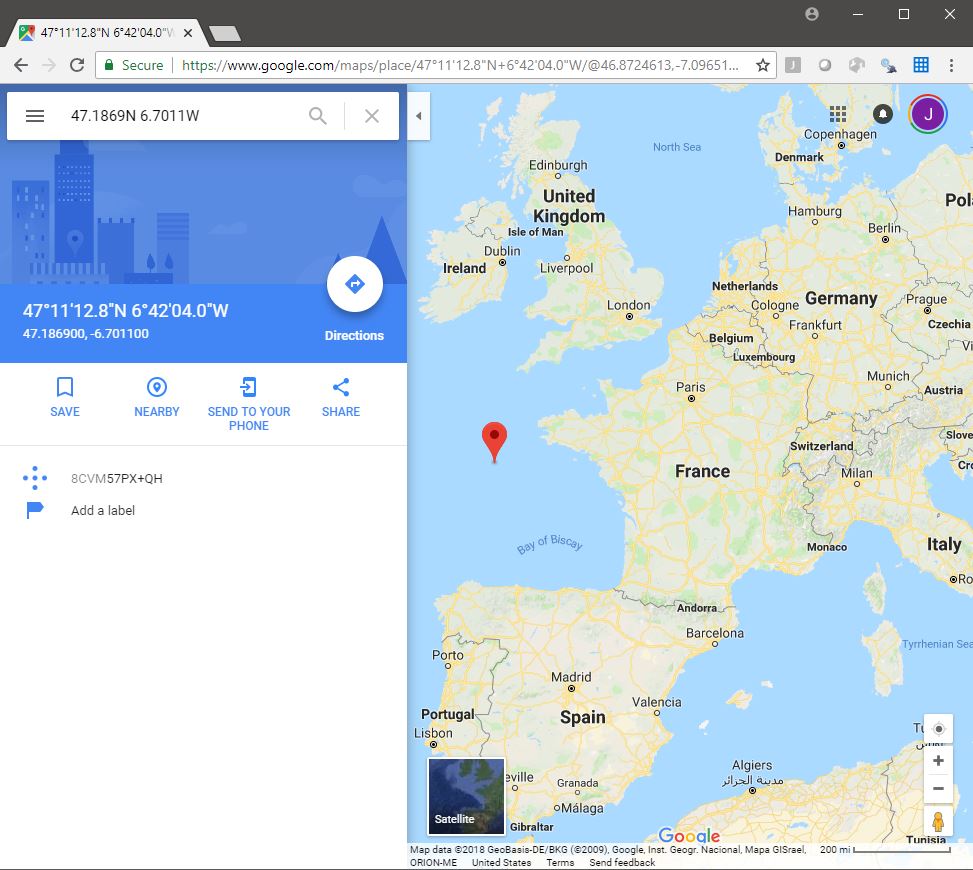 47°11'12.8"N 6°42'04.0"W
Secure
https://www.google.com/maps/place/47°11'12.8"N+6°42'04.0"W/@46.8724613,-7.09651...
J
47.1869N 6.7011W
J
47°11'12.8"N 6°42'04.0"W
47.186900, -6.701100
Directions
SAVE
NEARBY
SEND TO YOUR
PHONE
SHARE
8CVM57PX+QH
Add a label
North Sea
Copenhagen
Denmark
Edinburgh
United
Kingdom
Isle of Man
Dublin
Ireland
Liverpool
Hamburg
Pol
Berlin
London
Netherlands
Cologne
Germany
Prague
Frankfurt
Czechia
Belgium
Luxembourg
Vi
Paris
Munich
Austria
Switzerland
Slove
Milan
Cro
France
Bay of Biscay
Monaco
Italy
Ro
Andorra
Barcelona
Tyrrhenian Sea
Porto
Madrid
Spain
Valencia
Portugal
Lisbon
Algiers
مدينة الجزائر
eville
Granada
Málaga
Gibraltar
Satellite
Tu
Tunisia
Google
Map data ©2018 GeoBasis-DE/BKG (©2009), Google, Inst. Geogr. Nacional, Mapa GISrael,
ORION-ME
United States
Terms
Send feedback
200 mi